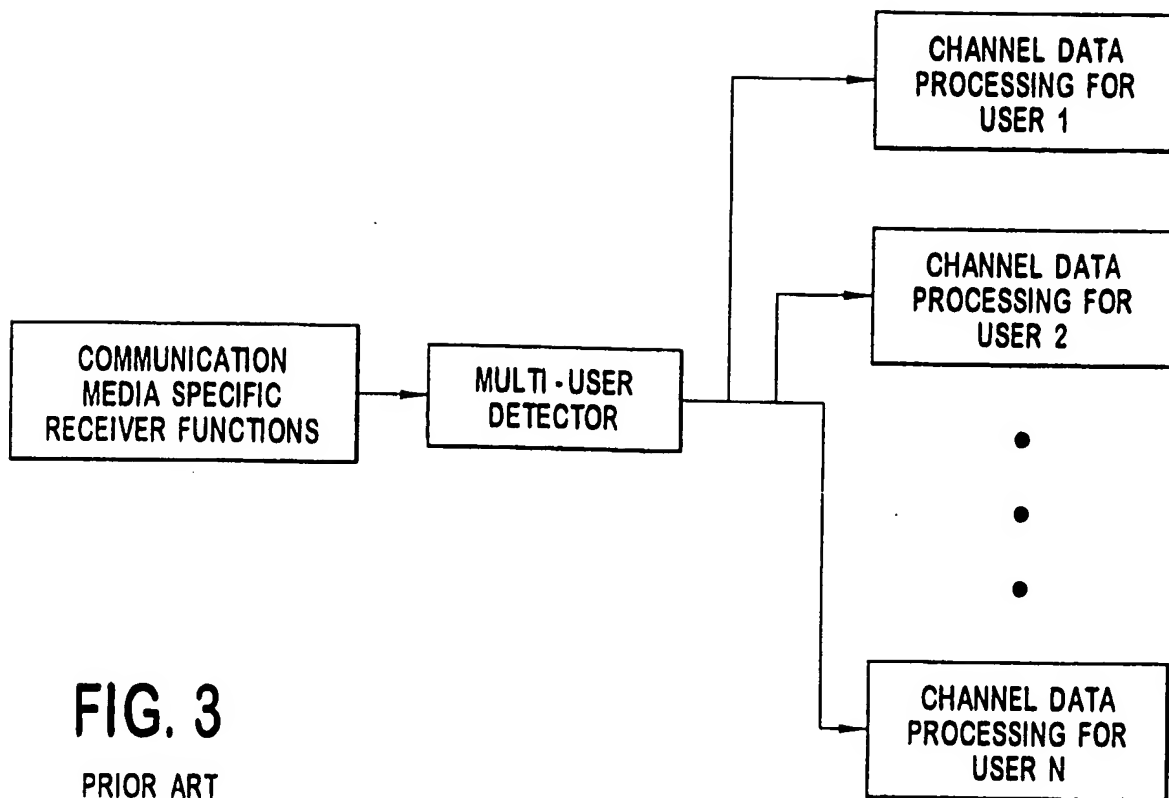 CHANNEL DATA
PROCESSING FOR
USER 1
CHANNEL DATA
PROCESSING FOR
USER 2
COMMUNICATION
MEDIA SPECIFIC
RECEIVER FUNCTIONS
MULTI-USER
DETECTOR
CHANNEL DATA
PROCESSING FOR
USER N
FIG. 3
PRIOR ART